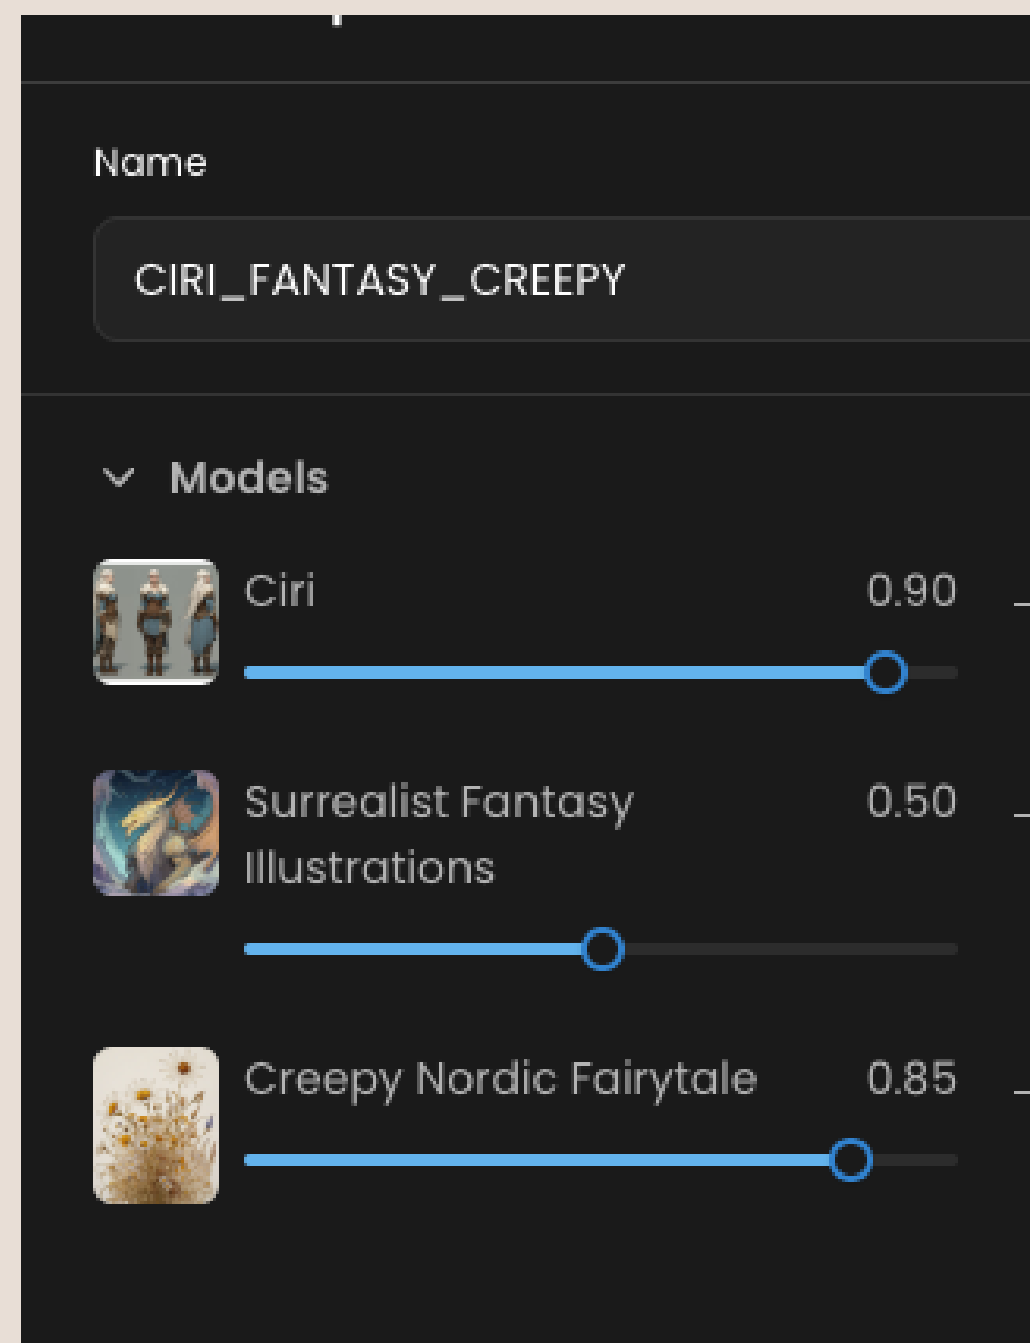 Name
CIRI_FANTASY_CREEPY
Models
Ciri 0.90
Surrealist Fantasy 0.50
Illustrations
Creepy Nordic Fairytale 0.85